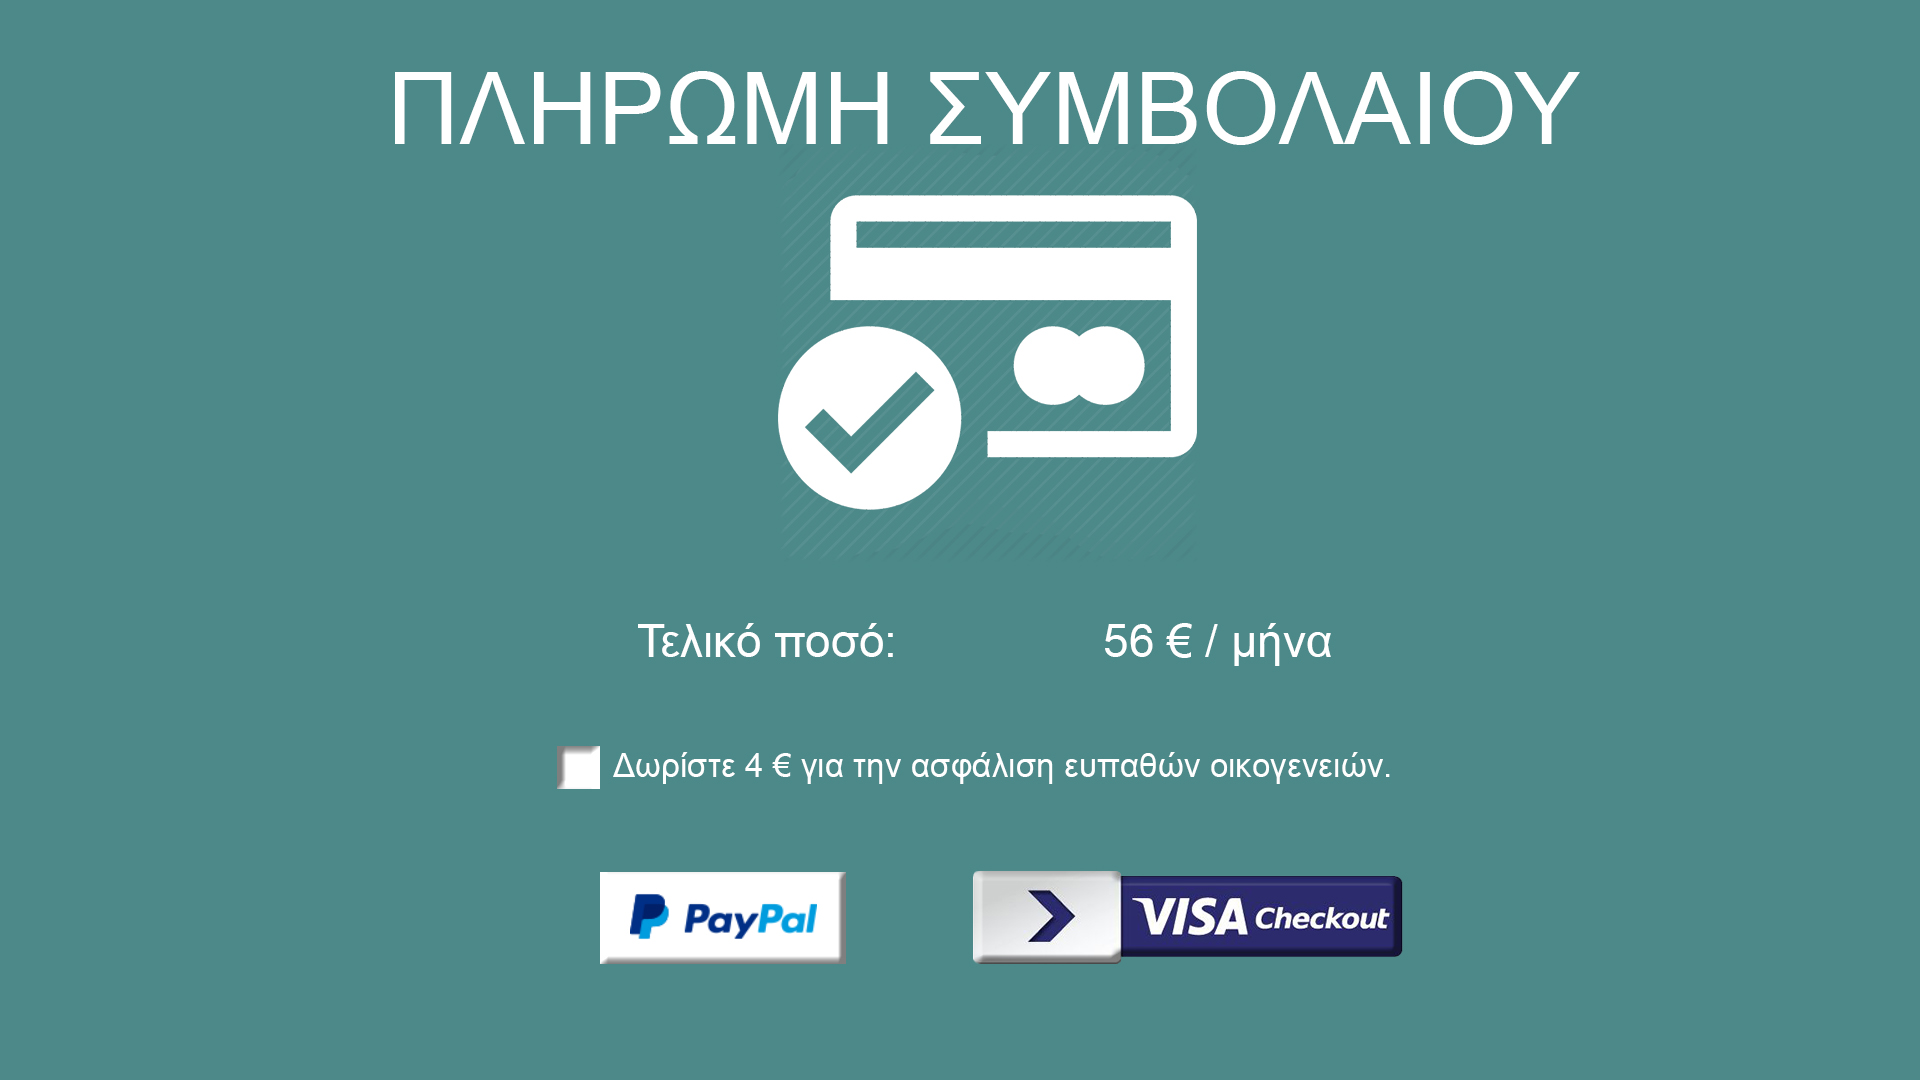 ΠΛΗΡΩΜΗ ΣΥΜΒΟΛΑΙΟΥ
Τελικό ποσό: 56 € / μήνα
Δωρίστε 4 € για την ασφάλιση ευπαθών οικογενειών.
PayPal VISA Checkout